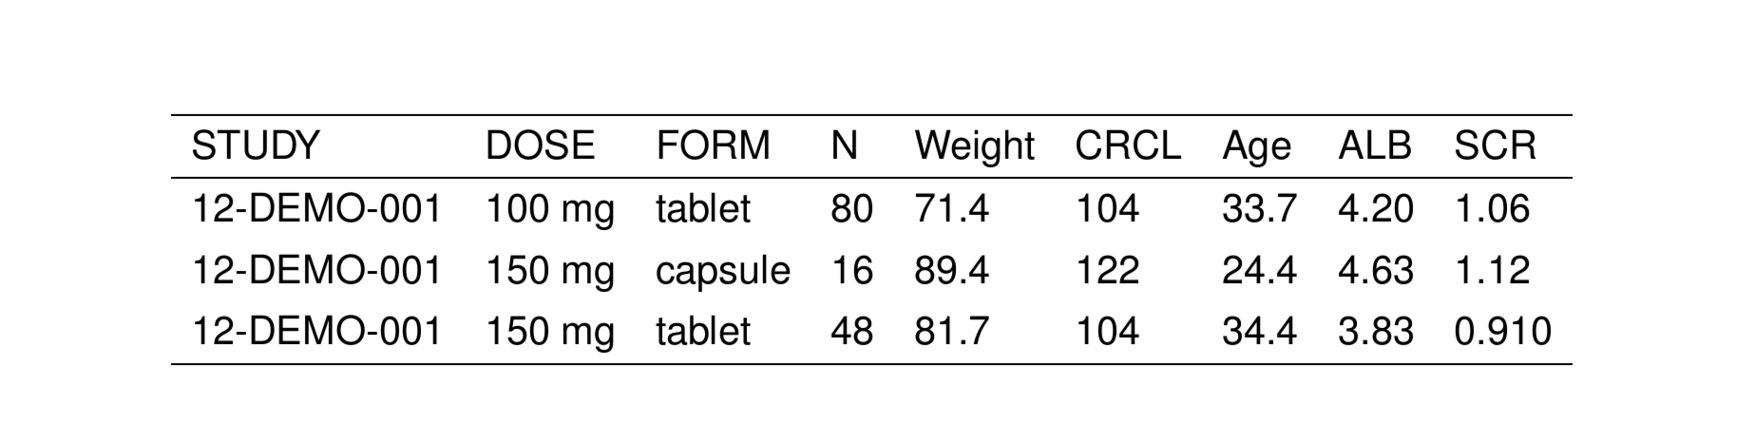 STUDY DOSE FORM N Weight CRCL Age ALB SCR
12-DEMO-001 100 mg tablet 80 71.4 104 33.7 4.20 1.06
12-DEMO-001 150 mg capsule 16 89.4 122 24.4 4.63 1.12
12-DEMO-001 150 mg tablet 48 81.7 104 34.4 3.83 0.910